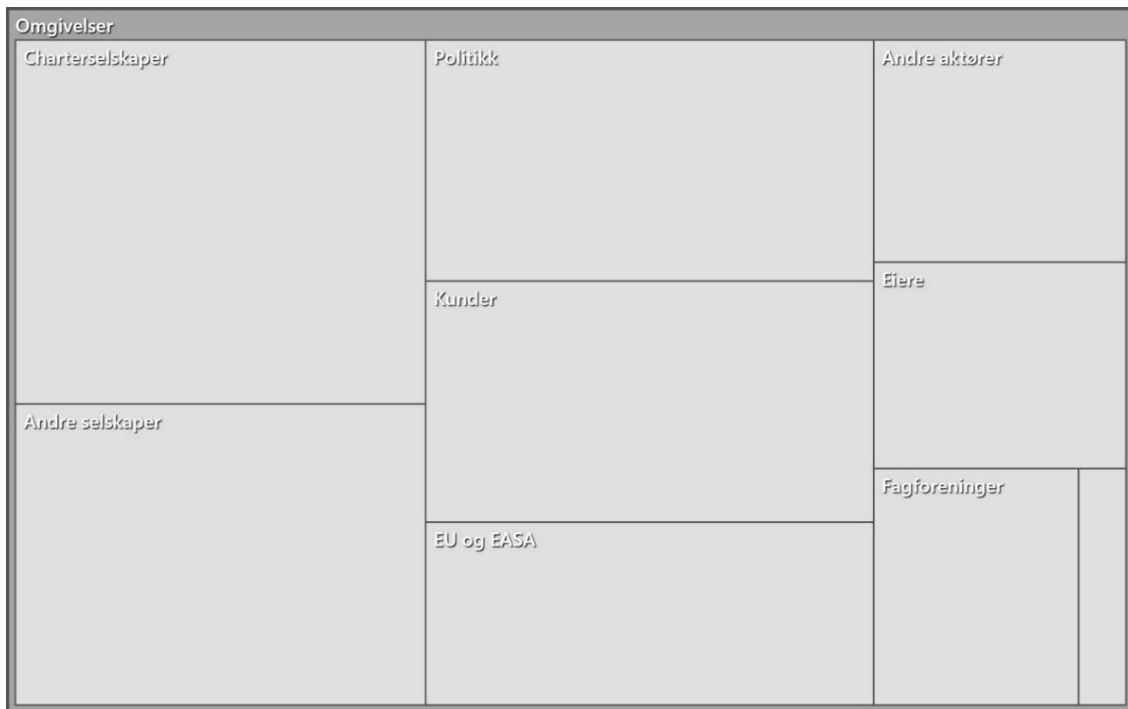 Omgivelser
Charterselskaper
Politikk
Andre aktører
Eiere
Kunder
Andre selskaper
Fagforeninger
EU og EASA